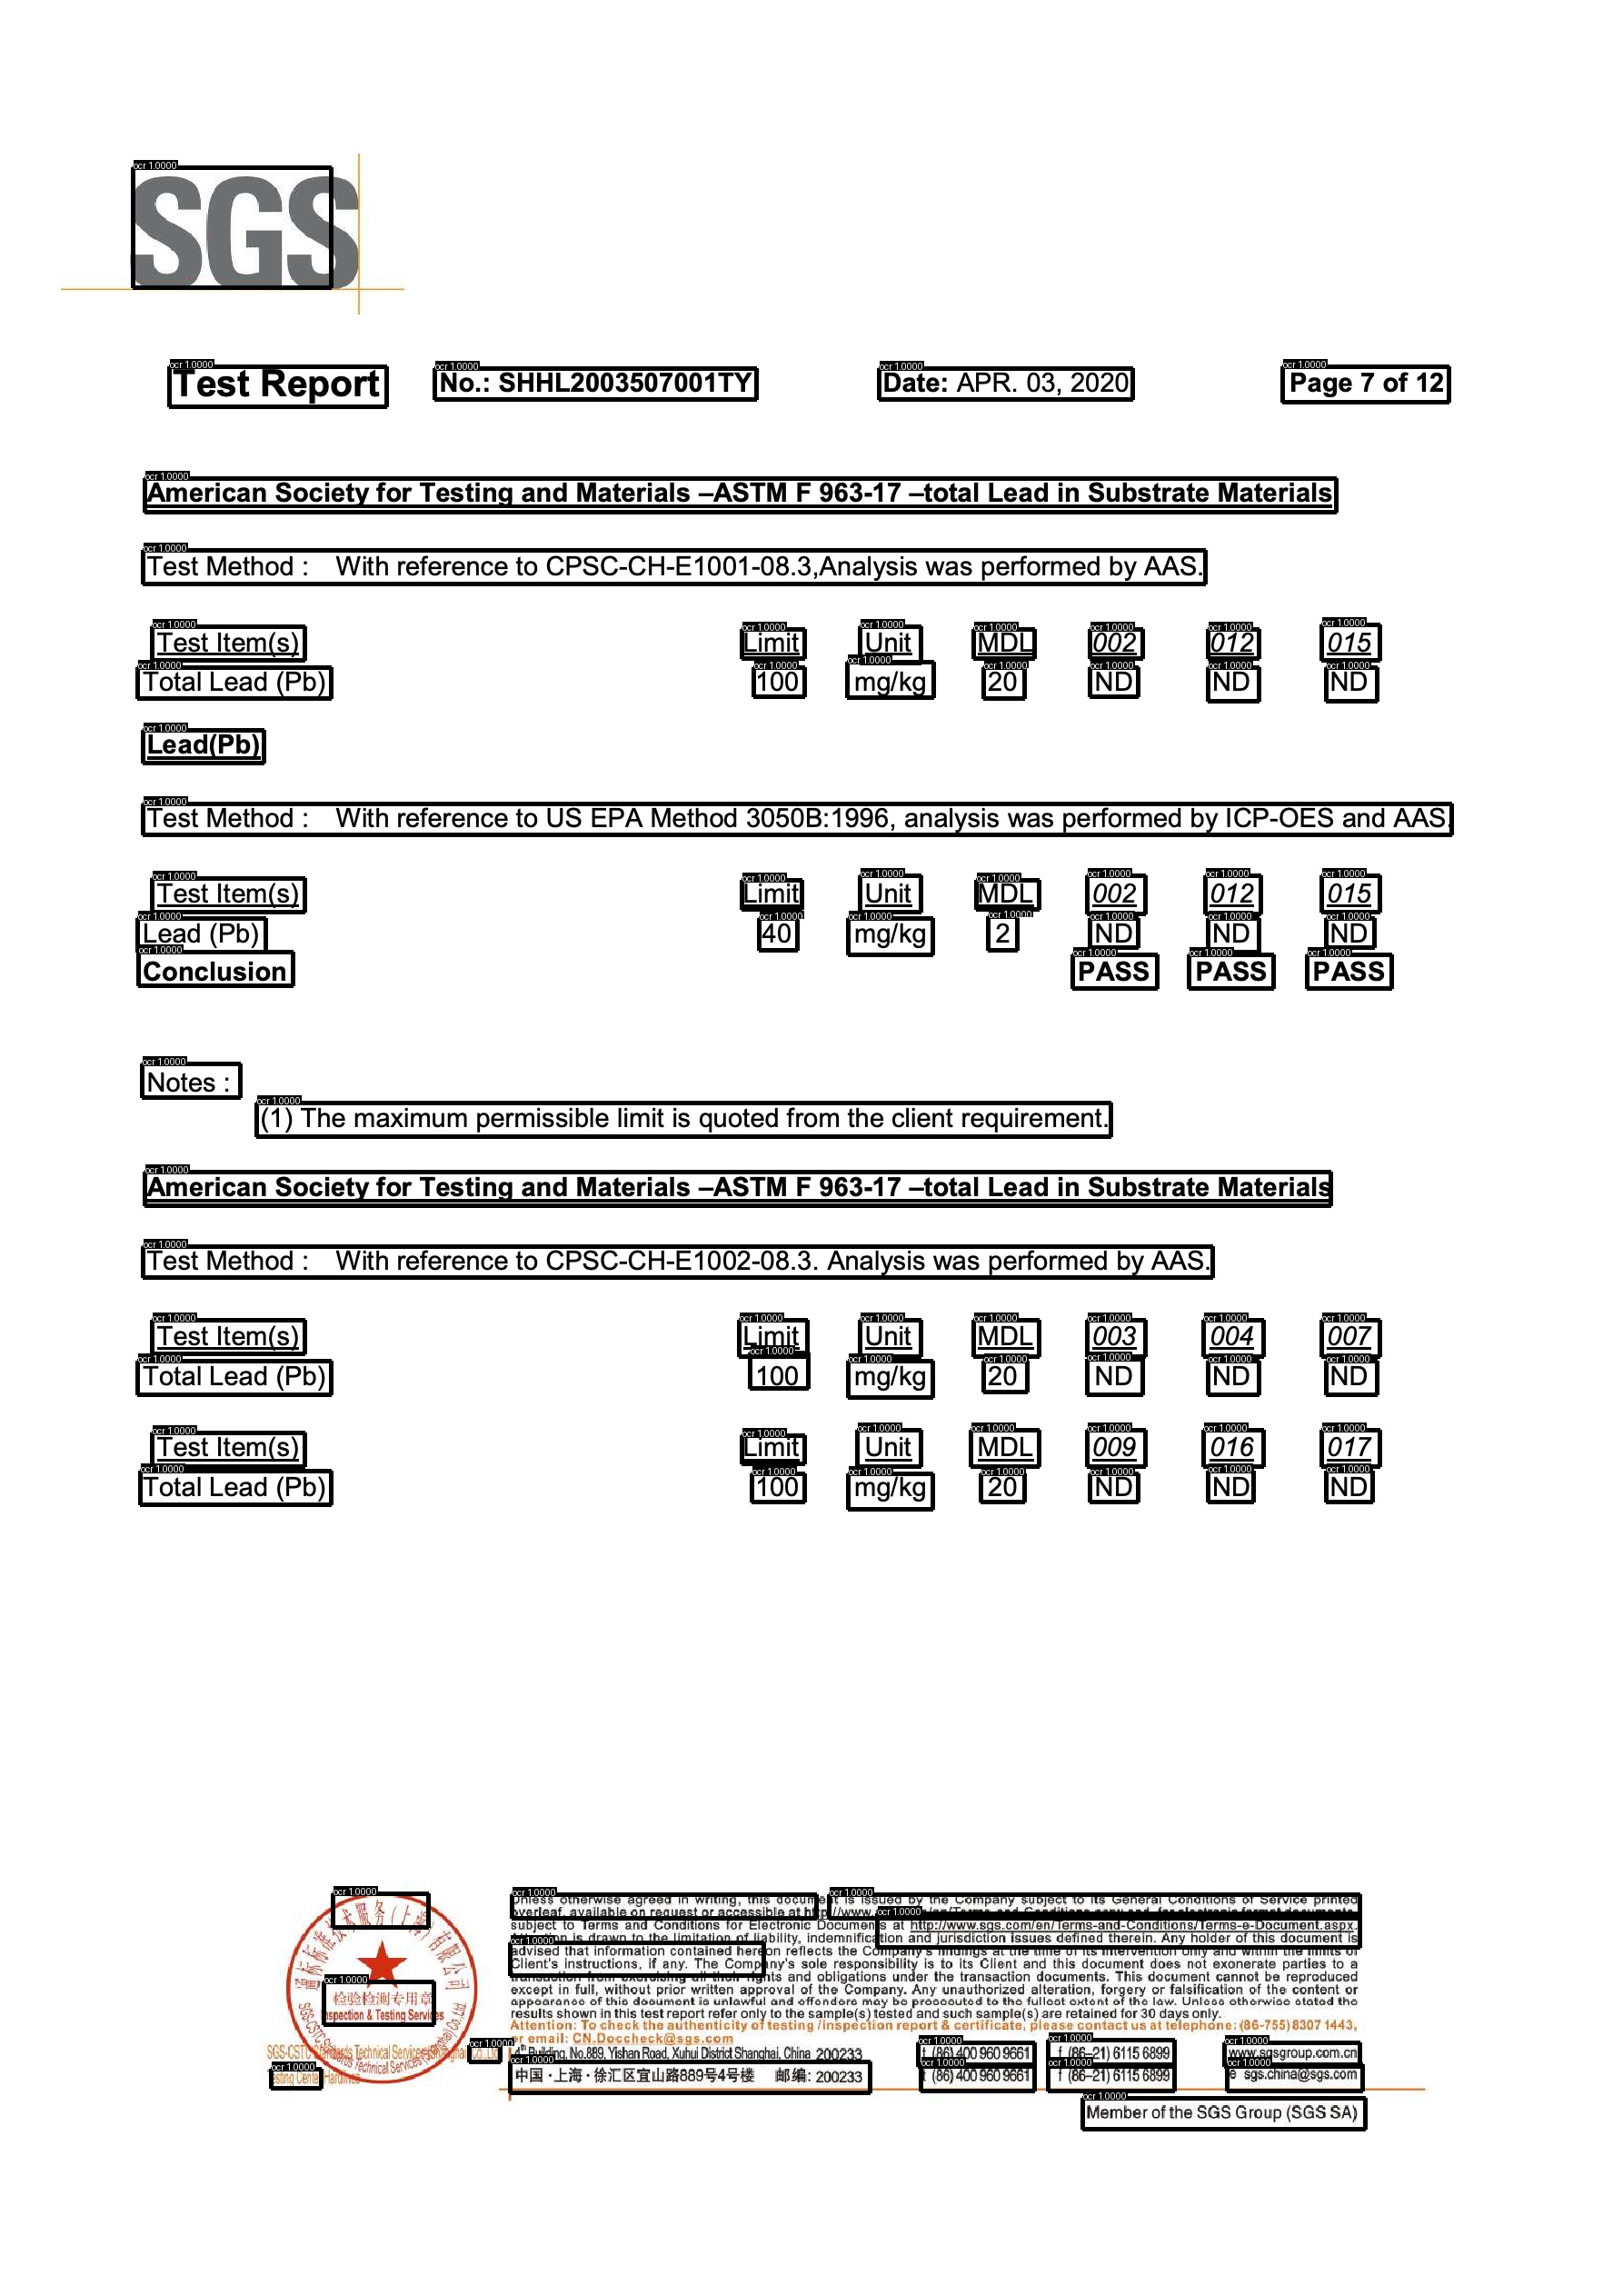 SGS
Test Report No.: SHHL2003507001TY Date: APR. 03, 2020 Page 7 of 12
American Society for Testing and Materials –ASTM F 963-17 –total Lead in Substrate Materials
Test Method : With reference to CPSC-CH-E1001-08.3,Analysis was performed by AAS.
Test Item(s) Limit Unit MDL 002 012 015
Total Lead (Pb) 100 mg/kg 20 ND ND ND
Lead(Pb)
Test Method : With reference to US EPA Method 3050B:1996, analysis was performed by ICP-OES and AAS.
Test Item(s) Limit Unit MDL 002 012 015
Lead (Pb) 40 mg/kg 2 ND ND ND
Conclusion PASS PASS PASS
Notes :
(1) The maximum permissible limit is quoted from the client requirement.
American Society for Testing and Materials –ASTM F 963-17 –total Lead in Substrate Materials
Test Method : With reference to CPSC-CH-E1002-08.3. Analysis was performed by AAS.
Test Item(s) Limit Unit MDL 003 004 007
Total Lead (Pb) 100 mg/kg 20 ND ND ND
Test Item(s) Limit Unit MDL 009 016 017
Total Lead (Pb) 100 mg/kg 20 ND ND ND
检验检测专用章
Inspection & Testing Services
Unless otherwise agreed in writing, this document is issued by the Company subject to its General Conditions of Service printed
overleaf, available on request or accessible at
subject to Terms and Conditions for Electronic Documents at http://www.sgs.com/en/Terms-and-Conditions/Terms-e-Document.aspx.
Attention is drawn to the limitation of liability, indemnification and jurisdiction issues defined therein. Any holder of this document is
advised that information contained hereon reflects the Company's findings at the time of its intervention only and within the limits of
Client's instructions, if any. The Company's sole responsibility is to its Client and this document does not exonerate parties to a
transaction from exercising all their rights and obligations under the transaction documents. This document cannot be reproduced
except in full, without prior written approval of the Company. Any unauthorized alteration, forgery or falsification of the content or
appearance of this document is unlawful and offenders may be prosecuted to the fullest extent of the law. Unless otherwise stated the
results shown in this test report refer only to the sample(s) tested and such sample(s) are retained for 30 days only.
Attention: To check the authenticity of testing /inspection report & certificate, please contact us at telephone: (86-755) 8307 1443,
or email: CN.Doccheck@sgs.com
4th Building, No.889, Yishan Road, Xuhui District Shanghai, China 200233 t (86) 400 960 9661 f (86–21) 6115 6899 www.sgsgroup.com.cn
中国 · 上海 · 徐汇区宜山路889号4号楼 邮编: 200233 t (86) 400 960 9661 f (86–21) 6115 6899 e sgs.china@sgs.com
Member of the SGS Group (SGS SA)